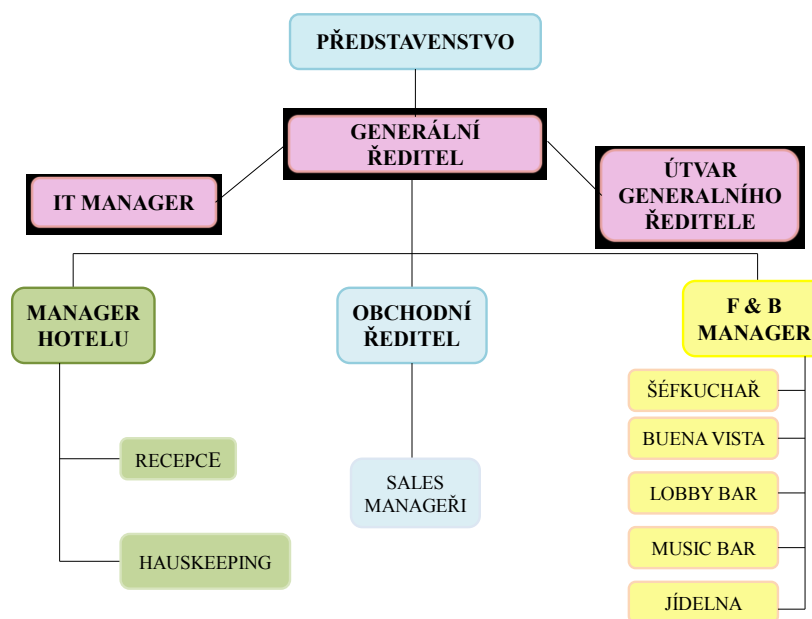 PŘEDSTAVENSTVO
GENERÁLNÍ
ŘEDITEL
IT MANAGER
ÚTVAR
GENERALNÍHO
ŘEDITELE
MANAGER
HOTELU
OBCHODNÍ
ŘEDITEL
F & B
MANAGER
RECEPCE
HAUSKEEPING
SALES
MANAGEŘI
ŠÉFKUCHAŘ
BUENA VISTA
LOBBY BAR
MUSIC BAR
JÍDELNA